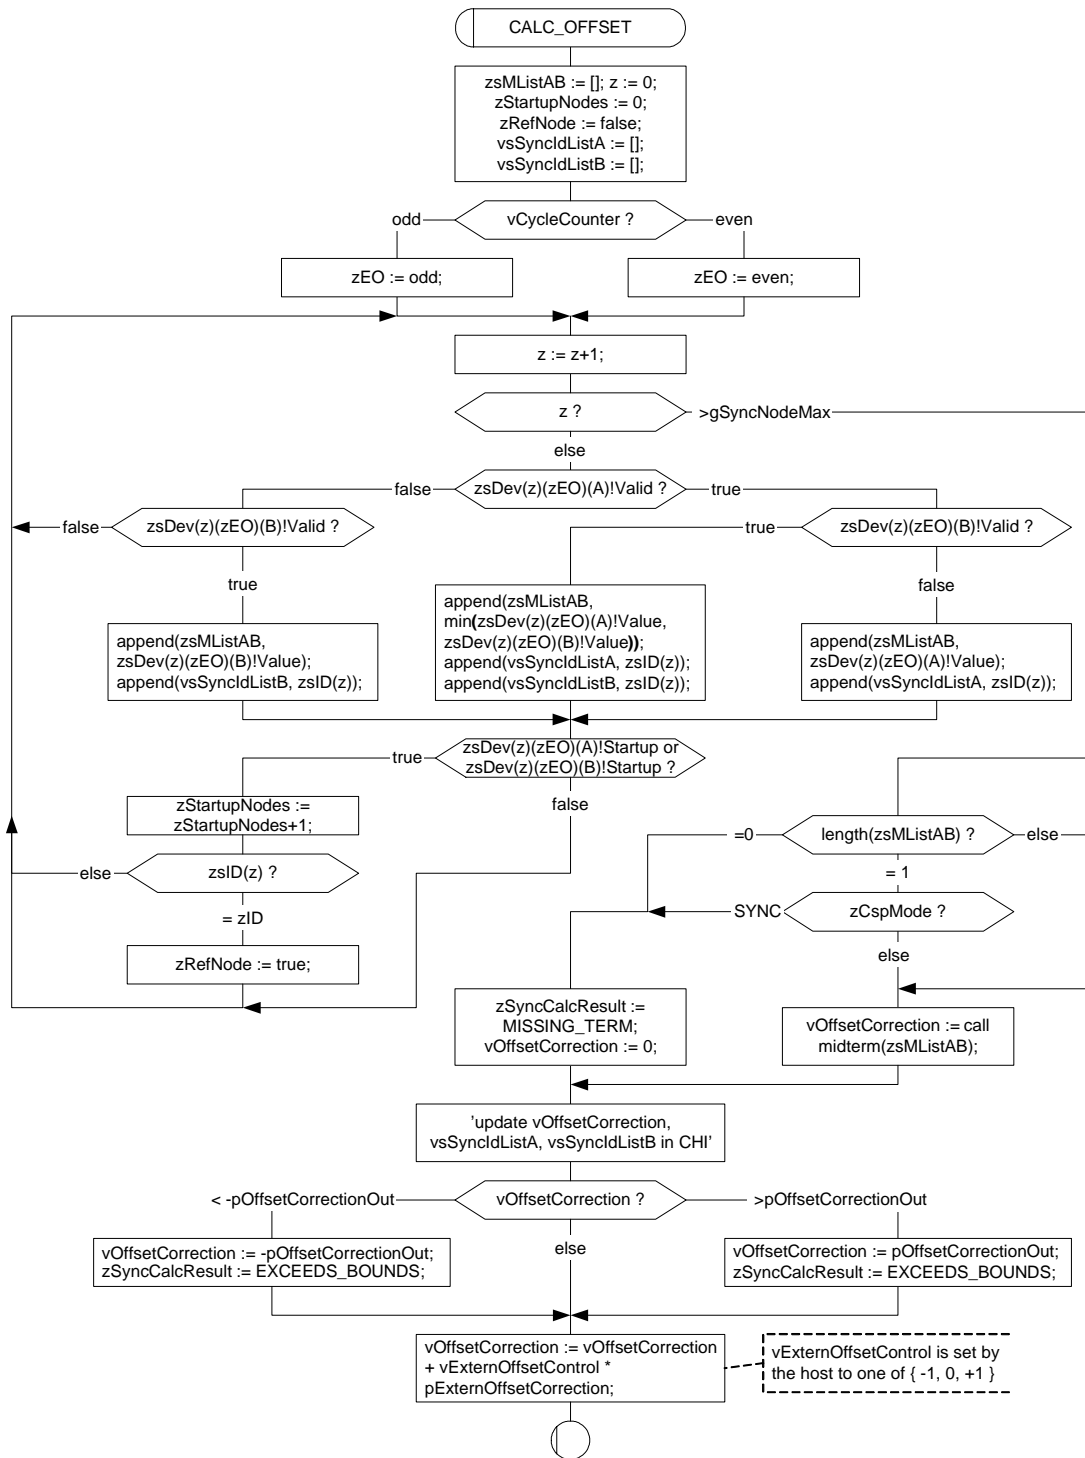 CALC_OFFSET
zsMListAB := []; z := 0;
zStartupNodes := 0;
zRefNode := false;
vsSyncIdListA := [];
vsSyncIdListB := [];
odd
vCycleCounter ?
even
zEO := odd;
zEO := even;
z := z+1;
z ?
>gSyncNodeMax
else
false
zsDev(z)(zEO)(A)!Valid ?
true
false
zsDev(z)(zEO)(B)!Valid ?
true
zsDev(z)(zEO)(B)!Valid ?
true
false
append(zsMListAB,
zsDev(z)(zEO)(B)!Value);
append(vsSyncIdListB, zsID(z));
append(zsMListAB,
min(zsDev(z)(zEO)(A)!Value,
zsDev(z)(zEO)(B)!Value));
append(vsSyncIdListA, zsID(z));
append(vsSyncIdListB, zsID(z));
append(zsMListAB,
zsDev(z)(zEO)(A)!Value);
append(vsSyncIdListA, zsID(z));
true
zsDev(z)(zEO)(A)!Startup or
zsDev(z)(zEO)(B)!Startup ?
false
zStartupNodes :=
zStartupNodes+1;
else
zsID(z) ?
= zID
zRefNode := true;
=0
length(zsMListAB) ?
else
= 1
SYNC
zCspMode ?
else
zSyncCalcResult :=
MISSING_TERM;
vOffsetCorrection := 0;
vOffsetCorrection := call
midterm(zsMListAB);
'update vOffsetCorrection,
vsSyncIdListA, vsSyncIdListB in CHI'
< -pOffsetCorrectionOut
vOffsetCorrection ?
>pOffsetCorrectionOut
else
vOffsetCorrection := -pOffsetCorrectionOut;
zSyncCalcResult := EXCEEDS_BOUNDS;
vOffsetCorrection := pOffsetCorrectionOut;
zSyncCalcResult := EXCEEDS_BOUNDS;
vOffsetCorrection := vOffsetCorrection
+ vExternOffsetControl *
pExternOffsetCorrection;
vExternOffsetControl is set by
the host to one of { -1, 0, +1 }